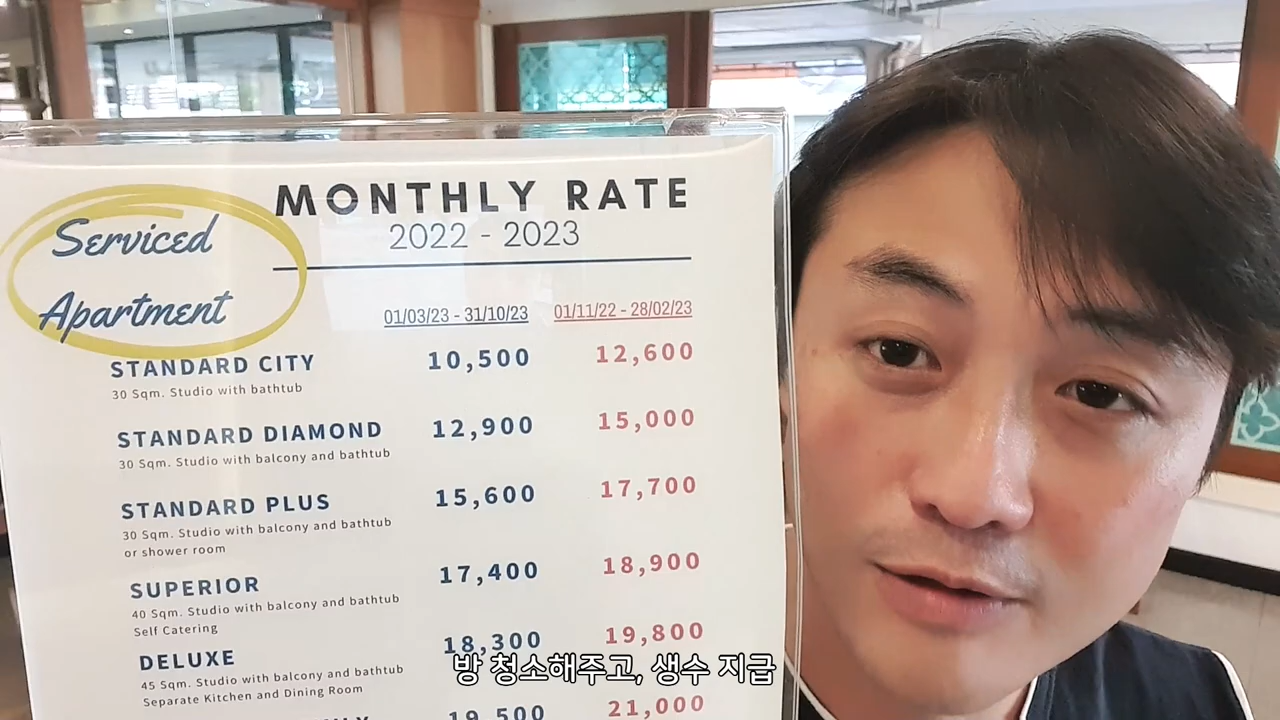 MONTHLY RATE
2022 - 2023
Serviced
Apartment
01/03/23 - 31/10/23 01/11/22 - 28/02/23
STANDARD CITY 10,500 12,600
30 Sqm. Studio with bathtub
STANDARD DIAMOND 12,900 15,000
30 Sqm. Studio with balcony and bathtub
STANDARD PLUS 15,600 17,700
30 Sqm. Studio with balcony and bathtub
or shower room
SUPERIOR 17,400 18,900
40 Sqm. Studio with balcony and bathtub
Self Catering
DELUXE 18,300 19,800
45 Sqm. Studio with balcony and bathtub
Separate Kitchen and Dining Room
19,500 21,000
방 청소해주고, 생수 지급